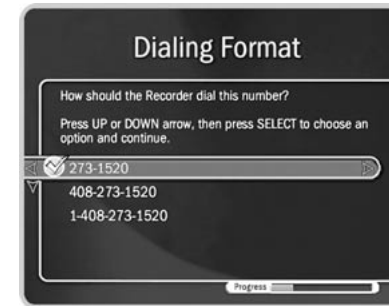 Dialing Format
How should the Recorder dial this number?
Press UP or DOWN arrow, then press SELECT to choose an
option and continue.
273-1520
408-273-1520
1-408-273-1520
Progress